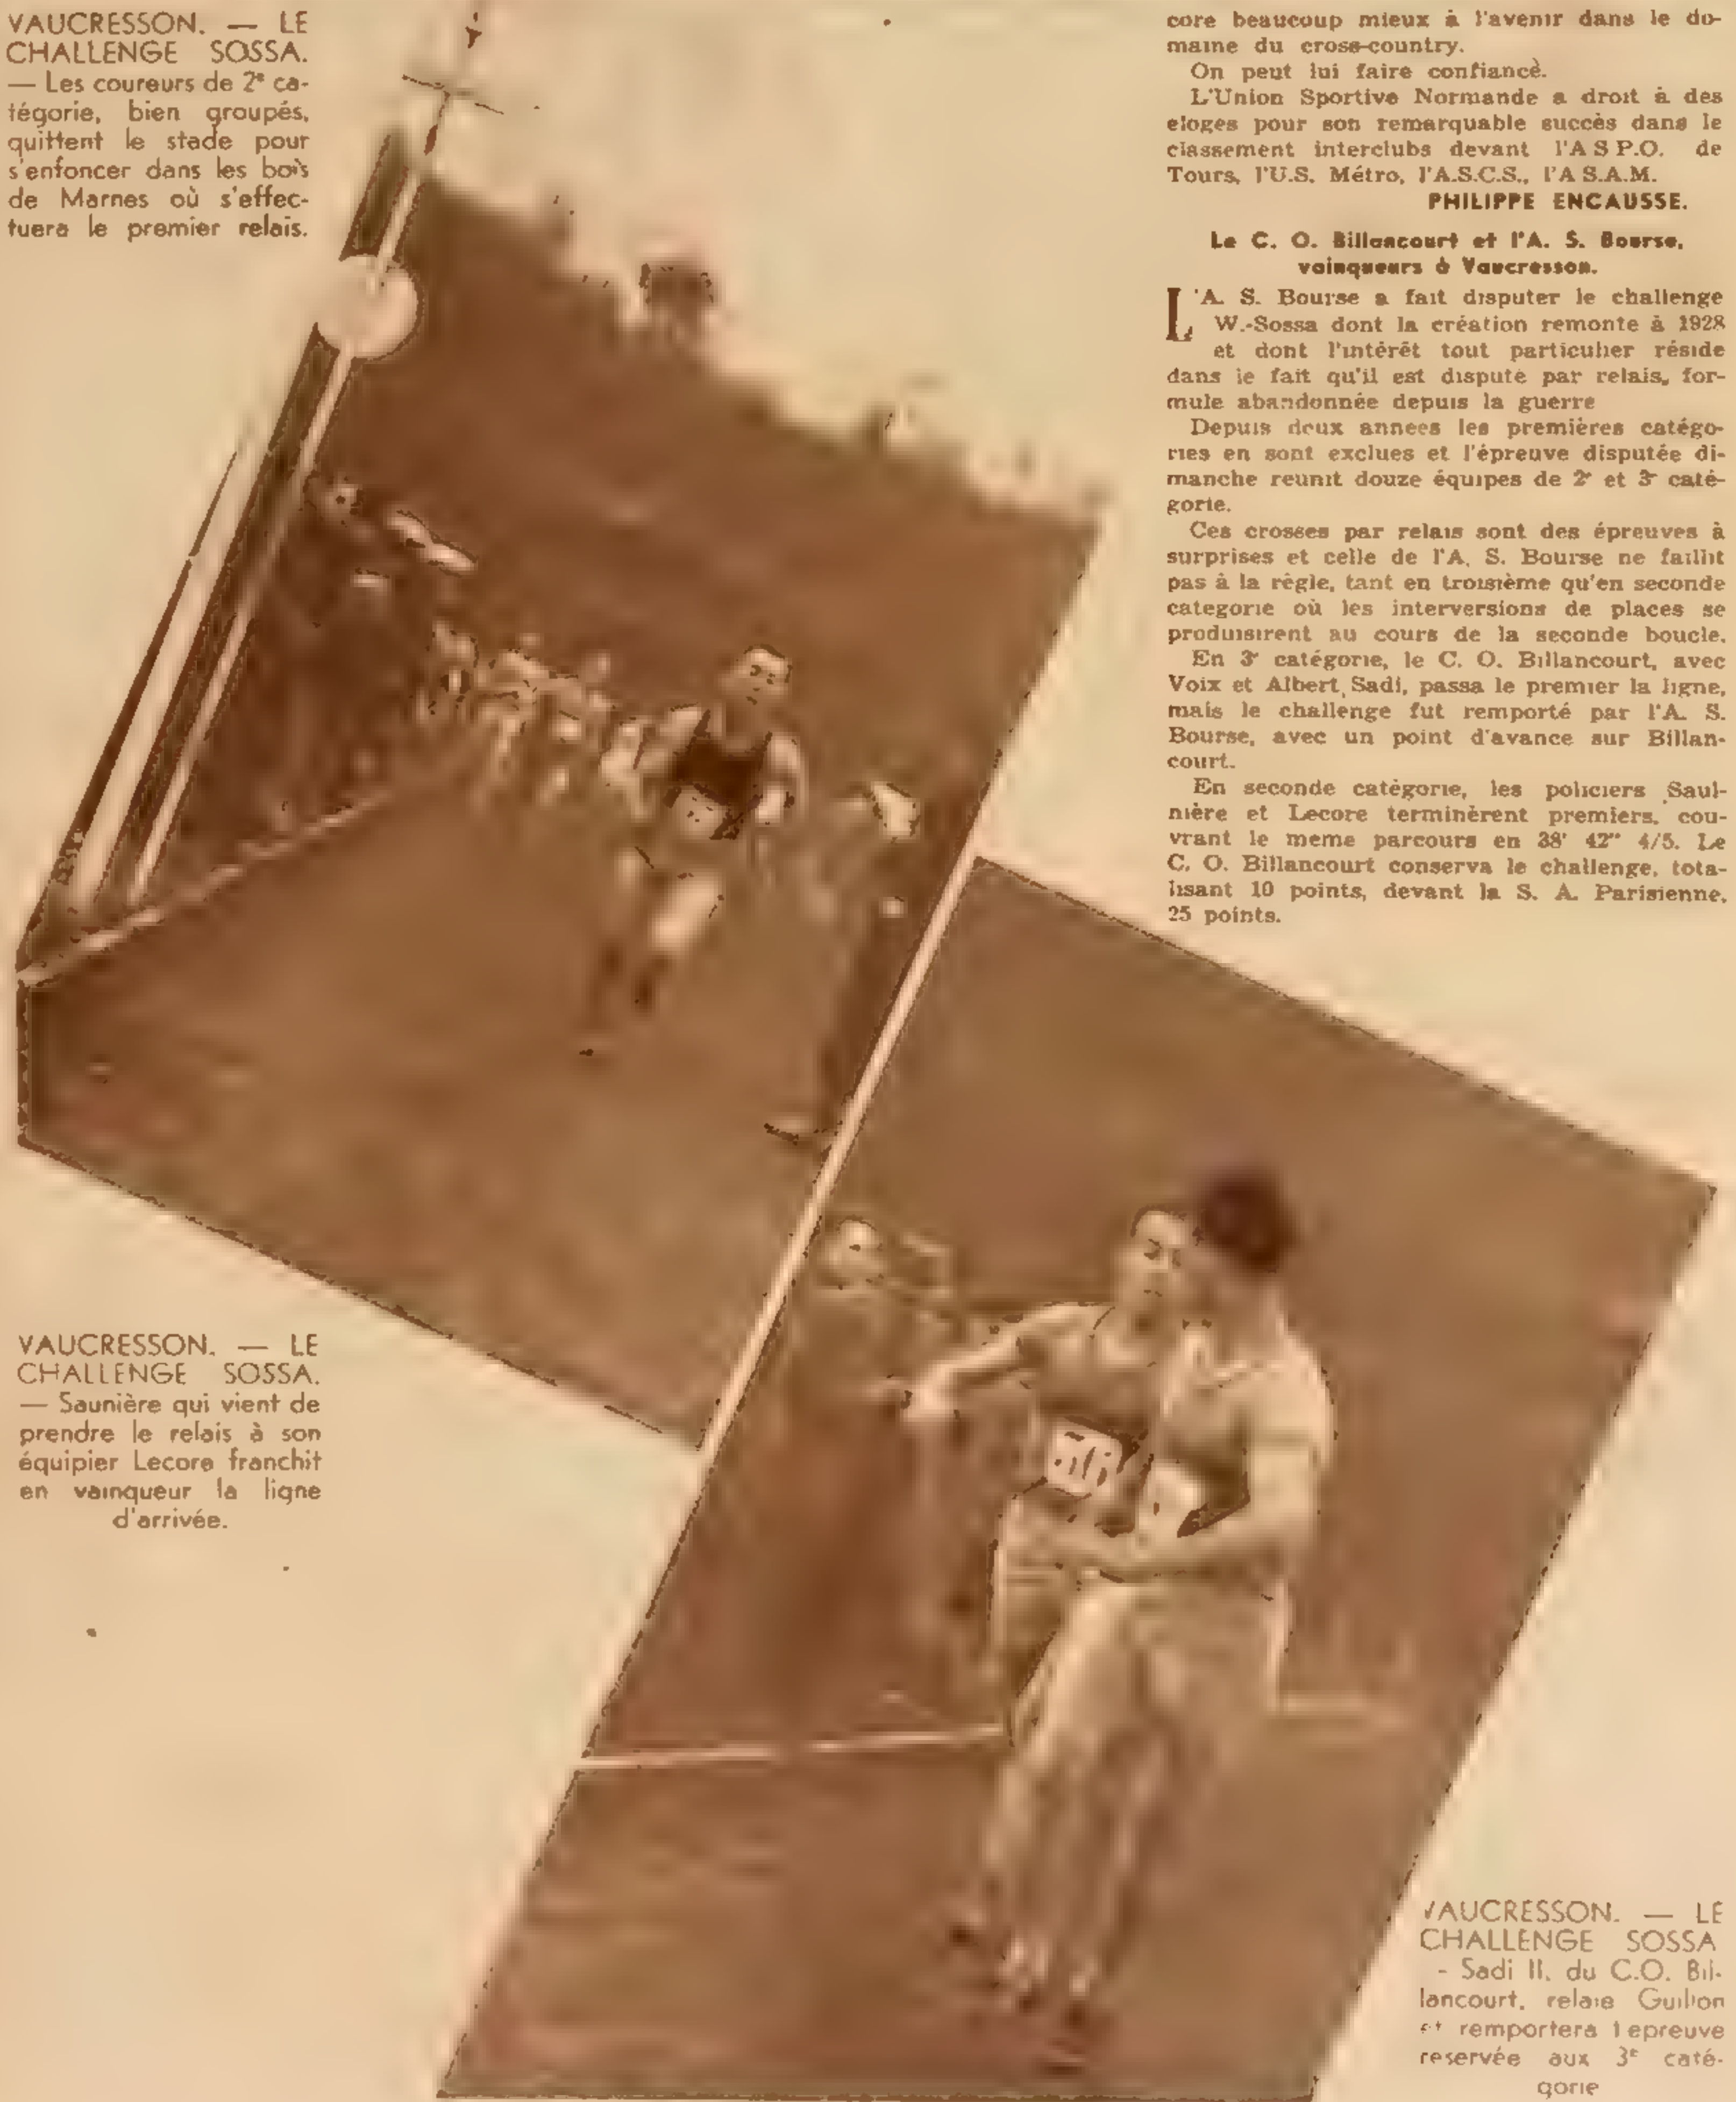 VAUCRESSON. — LE
CHALLENGE SOSSA.
— Les coureurs de 2e ca-
tégorie, bien groupés,
quittent le stade pour
s'enfoncer dans les bois
de Marnes où s'effec-
tuera le premier relais.
core beaucoup mieux à l'avenir dans le do-
maine du cross-country.
On peut lui faire confiance.
L'Union Sportive Normande a droit à des
eloges pour son remarquable succès dans le
classement interclubs devant l'A S P.O. de
Tours, l'U.S. Métro, l'A.S.C.S., l'A S.A.M.
PHILIPPE ENCAUSSE.
Le C. O. Billancourt et l'A. S. Bourse,
vainqueurs à Vaucresson.
L'A. S. Bourse a fait disputer le challenge
W.-Sossa dont la création remonte à 1928
et dont l'intérêt tout particulier réside
dans le fait qu'il est disputé par relais, for-
mule abandonnée depuis la guerre
Depuis deux annees les premières catégo-
ries en sont exclues et l'épreuve disputée di-
manche reunit douze équipes de 2e et 3e caté-
gorie.
Ces crosses par relais sont des épreuves à
surprises et celle de l'A. S. Bourse ne faillit
pas à la règle, tant en troisième qu'en seconde
categorie où les interversions de places se
produisirent au cours de la seconde boucle.
En 3e catégorie, le C. O. Billancourt, avec
Voix et Albert Sadi, passa le premier la ligne,
mais le challenge fut remporté par l'A. S.
Bourse, avec un point d'avance sur Billan-
court.
En seconde catégorie, les policiers Saul-
nière et Lecore terminèrent premiers, cou-
vrant le meme parcours en 38' 42" 4/5. Le
C. O. Billancourt conserva le challenge, tota-
lisant 10 points, devant la S. A. Parisienne,
25 points.
VAUCRESSON. — LE
CHALLENGE SOSSA.
— Saunière qui vient de
prendre le relais à son
équipier Lecore franchit
en vainqueur la ligne
d'arrivée.
VAUCRESSON. — LE
CHALLENGE SOSSA
- Sadi II, du C.O. Bil-
lancourt, relaie Guillon
et remportera l epreuve
reservée aux 3e caté-
gorie